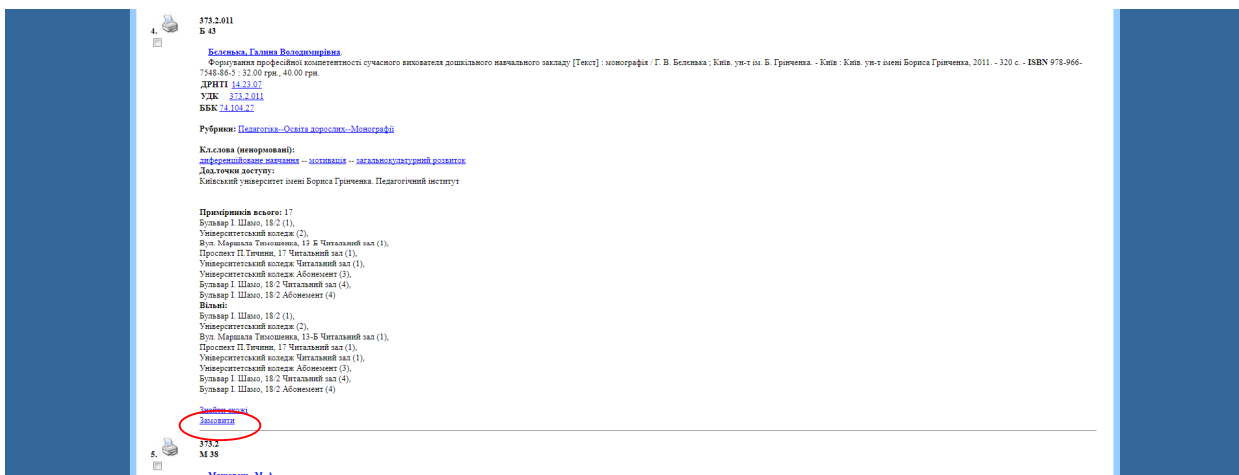 373.2.011
4.
Б 43
Бєлєнька, Галина Володимирівна.
Формування професійної компетентності сучасного вихователя дошкільного навчального закладу [Текст] : монографія / Г. В. Бєлєнька ; Київ. ун-т ім. Б. Грінченка. - Київ : Київ. ун-т імені Бориса Грінченка, 2011. - 320 с. - ISBN 978-966-
7548-86-5 : 32.00 грн., 40.00 грн.
ДРНТІ 14.23.07
УДК 373.2.011
ББК 74.104.27
Рубрики: Педагогіка--Освіта дорослих--Монографії
Кл.слова (ненормовані):
диференційоване навчання -- мотивація -- загальнокультурний розвиток
Дод.точки доступу:
Київський університет імені Бориса Грінченка. Педагогічний інститут
Примірників всього: 17
Бульвар І. Шамо, 18/2 (1),
Університетський коледж (2),
Вул. Маршала Тимошенка, 13-Б Читальний зал (1),
Проспект П.Тичини, 17 Читальний зал (1),
Університетський коледж Читальний зал (1),
Університетський коледж Абонемент (3),
Бульвар І. Шамо, 18/2 Читальний зал (4),
Бульвар І. Шамо, 18/2 Абонемент (4)
Вільні:
Бульвар І. Шамо, 18/2 (1),
Університетський коледж (2),
Вул. Маршала Тимошенка, 13-Б Читальний зал (1),
Проспект П.Тичини, 17 Читальний зал (1),
Університетський коледж Читальний зал (1),
Університетський коледж Абонемент (3),
Бульвар І. Шамо, 18/2 Читальний зал (4),
Бульвар І. Шамо, 18/2 Абонемент (4)
Знайти схожі
Замовити
373.2
5.
М 38